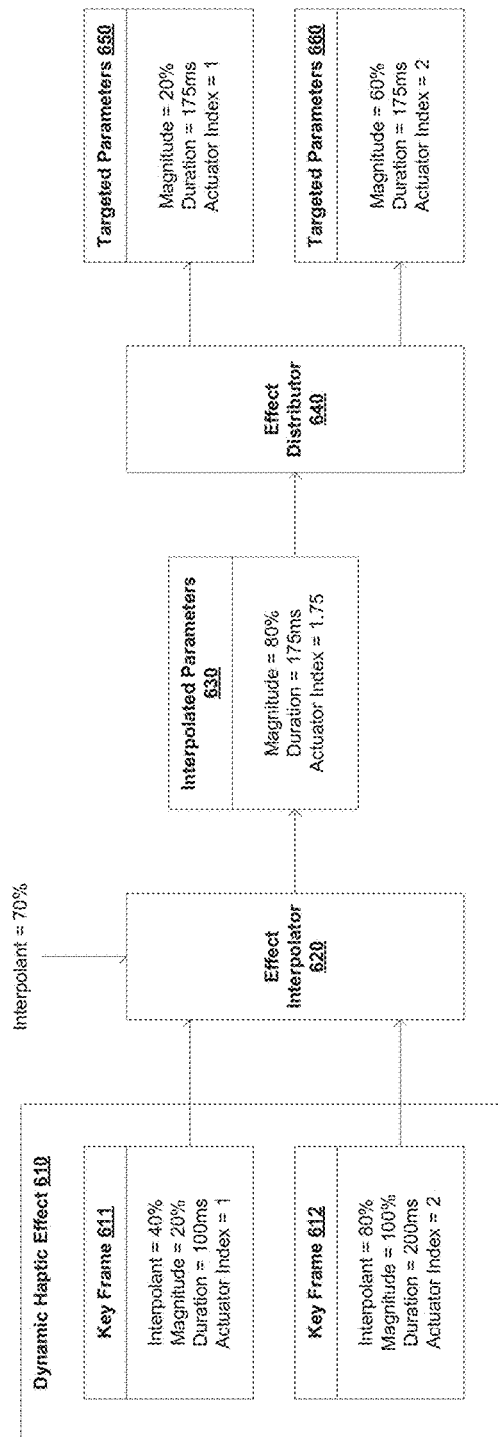 Dynamic Haptic Effect 610
Key Frame 611
Interpolant = 40%
Magnitude = 20%
Duration = 100ms
Actuator Index = 1
Key Frame 612
Interpolant = 80%
Magnitude = 100%
Duration = 200ms
Actuator Index = 2
Interpolant = 70%
Effect
Interpolator
620
Interpolated Parameters
630
Magnitude = 80%
Duration = 175ms
Actuator Index = 1.75
Effect
Distributor
640
Targeted Parameters 650
Magnitude = 20%
Duration = 175ms
Actuator Index = 1
Targeted Parameters 660
Magnitude = 60%
Duration = 175ms
Actuator Index = 2